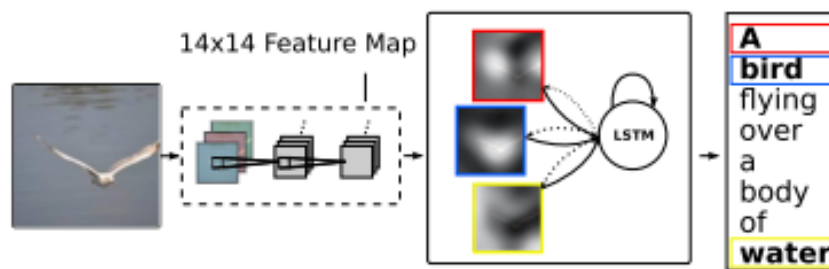 14x14 Feature Map
LSTM
A
bird
flying
over
a
body
of
water